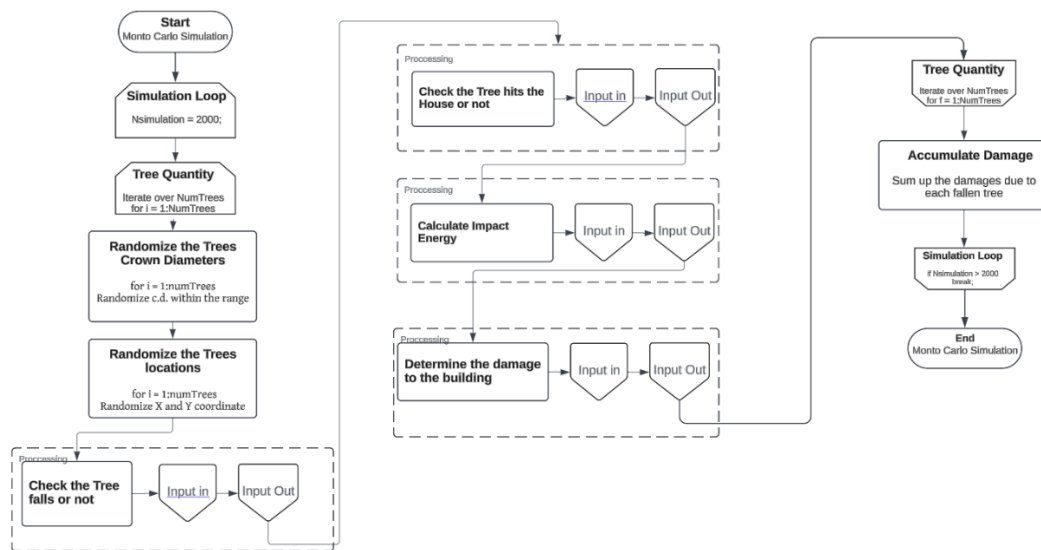 Start
Monto Carlo Simulation
Simulation Loop
Nsimulation = 2000;
Tree Quantity
Iterate over NumTrees
for i = 1:NumTrees
Randomize the Trees
Crown Diameters
for i = 1:numTrees
Randomize c.d. within the range
Randomize the Trees
locations
for i = 1:numTrees
Randomize X and Y coordinate
Proccessing
Check the Tree
falls or not
Input in
Input Out
Proccessing
Check the Tree hits the
House or not
Input in
Input Out
Proccessing
Calculate Impact
Energy
Input in
Input Out
Proccessing
Determine the damage
to the building
Input in
Input Out
Tree Quantity
Iterate over NumTrees
for f = 1:NumTrees
Accumulate Damage
Sum up the damages due to
each fallen tree
Simulation Loop
if Nsimulation > 2000
break;
End
Monto Carlo Simulation